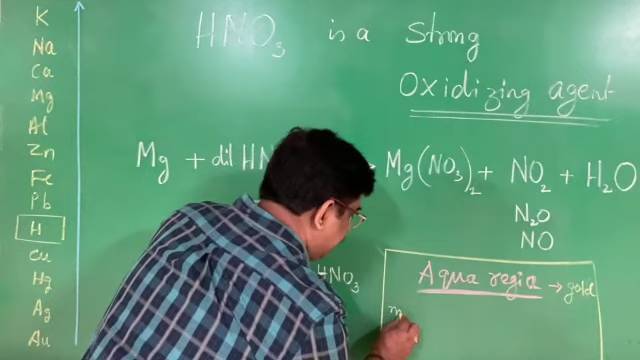 K
Na
Ca
Mg
Al
Zn
Fe
Pb
H
Cu
Hg
Ag
Au
HNO₃ is a Strong
Oxidizing agent
Mg + dil HN → Mg(NO₃)₂ + NO₂ + H₂O
N₂O
NO
HNO₃
Aqua regia → gold